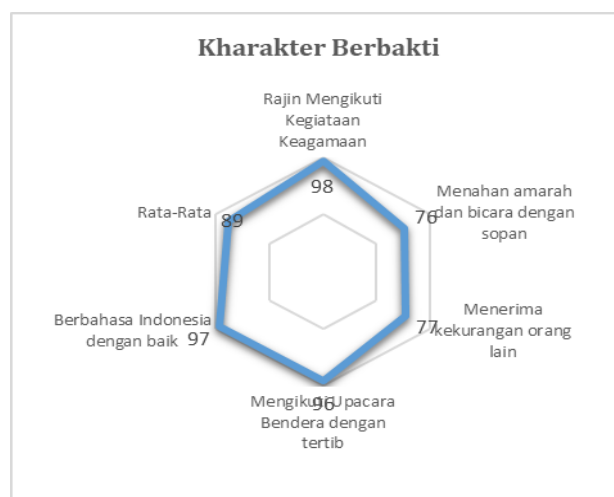 Kharakter Berbakti
Rajin Mengikuti
Kegiataan
Keagamaan
98
Menahan amarah
dan bicara dengan
sopan
76
Menerima
kekurangan orang
lain
77
Mengikuti Upacara
Bendera dengan
tertib
96
Berbahasa Indonesia
dengan baik
97
Rata-Rata
89